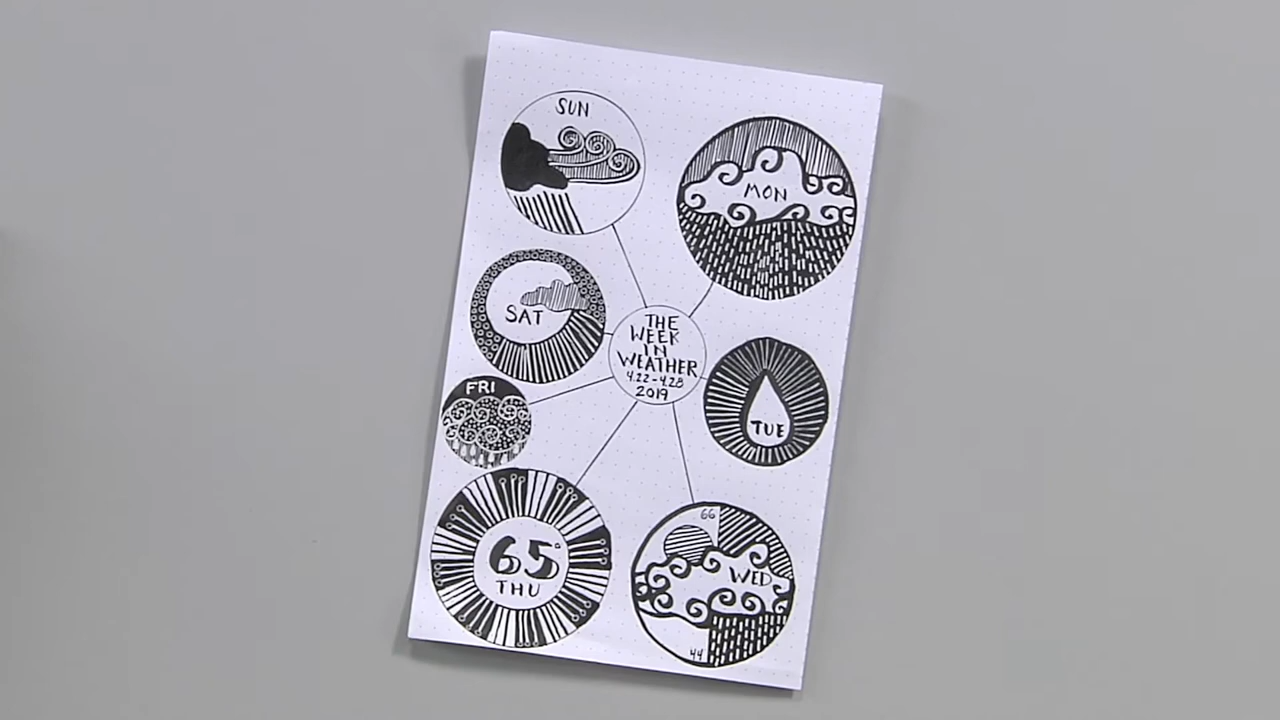 SUN
MON
SAT
THE
WEEK
IN
WEATHER
4.22-4.28
2019
FRI
TUE
66
65°
THU
WED
44